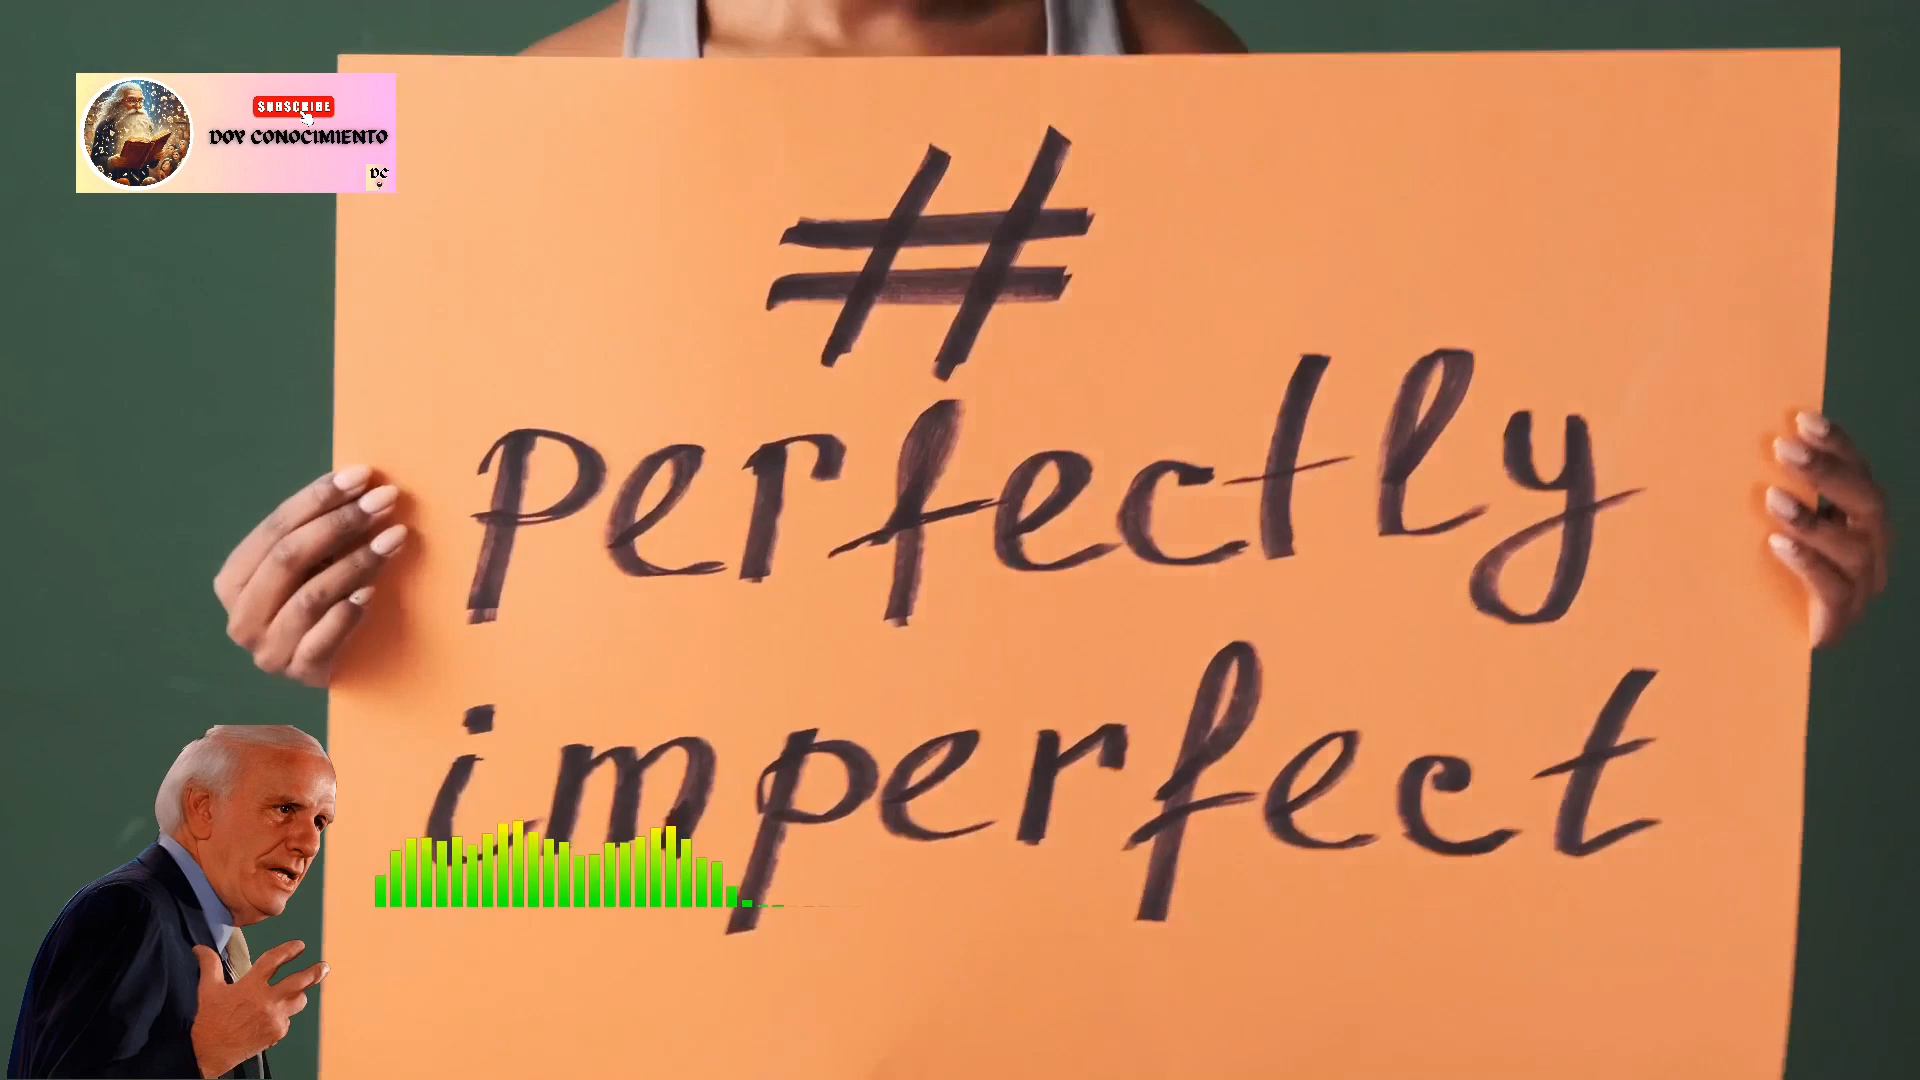 SUBSCRIBE
DOY CONOCIMIENTO
DC
#
perfectly
imperfect